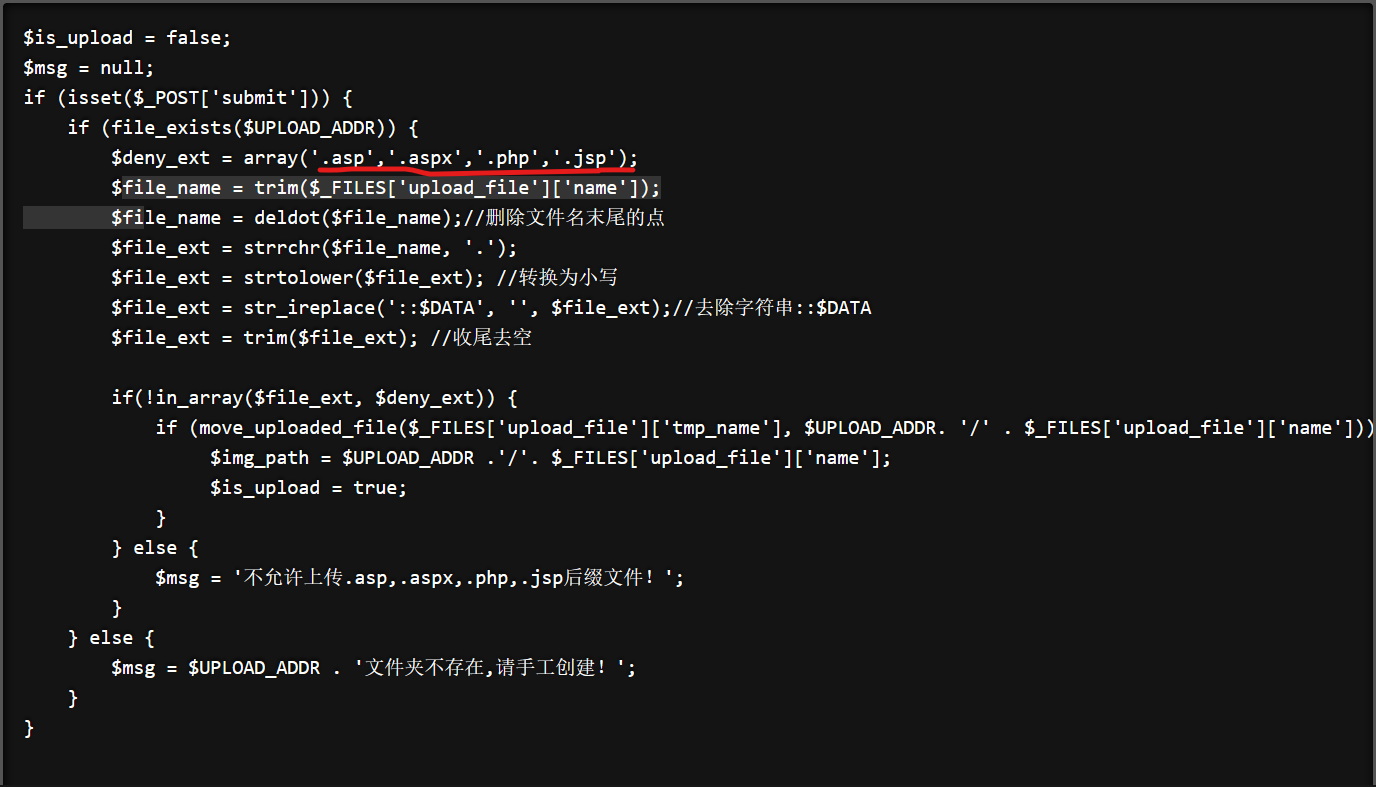 $is_upload = false;
$msg = null;
if (isset($_POST['submit'])) {
    if (file_exists($UPLOAD_ADDR)) {
        $deny_ext = array('.asp','.aspx','.php','.jsp');
        $file_name = trim($_FILES['upload_file']['name']);
        $file_name = deldot($file_name);//删除文件名末尾的点
        $file_ext = strrchr($file_name, '.');
        $file_ext = strtolower($file_ext); //转换为小写
        $file_ext = str_ireplace('::$DATA', '', $file_ext);//去除字符串::$DATA
        $file_ext = trim($file_ext); //收尾去空
        if(!in_array($file_ext, $deny_ext)) {
            if (move_uploaded_file($_FILES['upload_file']['tmp_name'], $UPLOAD_ADDR. '/' . $_FILES['upload_file']['name']))
                 $img_path = $UPLOAD_ADDR .'/'. $_FILES['upload_file']['name'];
                 $is_upload = true;
            }
        } else {
            $msg = '不允许上传.asp,.aspx,.php,.jsp后缀文件！';
        }
    } else {
        $msg = $UPLOAD_ADDR . '文件夹不存在,请手工创建！';
    }
}